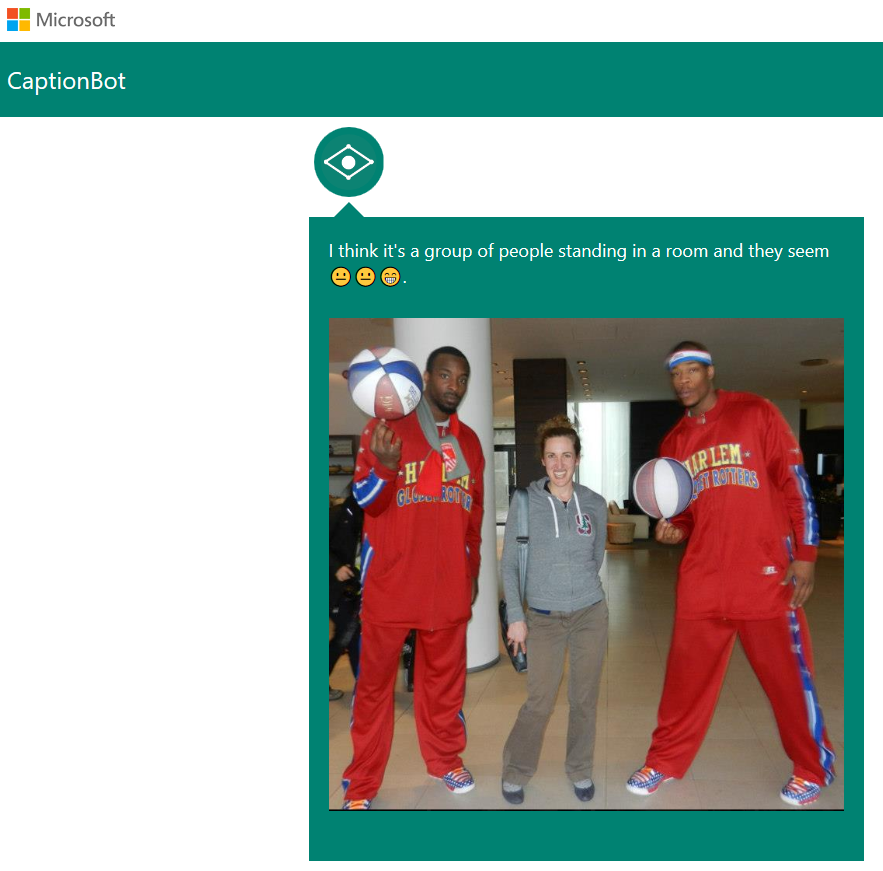 Microsoft
CaptionBot
I think it's a group of people standing in a room and they seem
😐😐😁.
HARLEM
GLOBETROTTERS
S